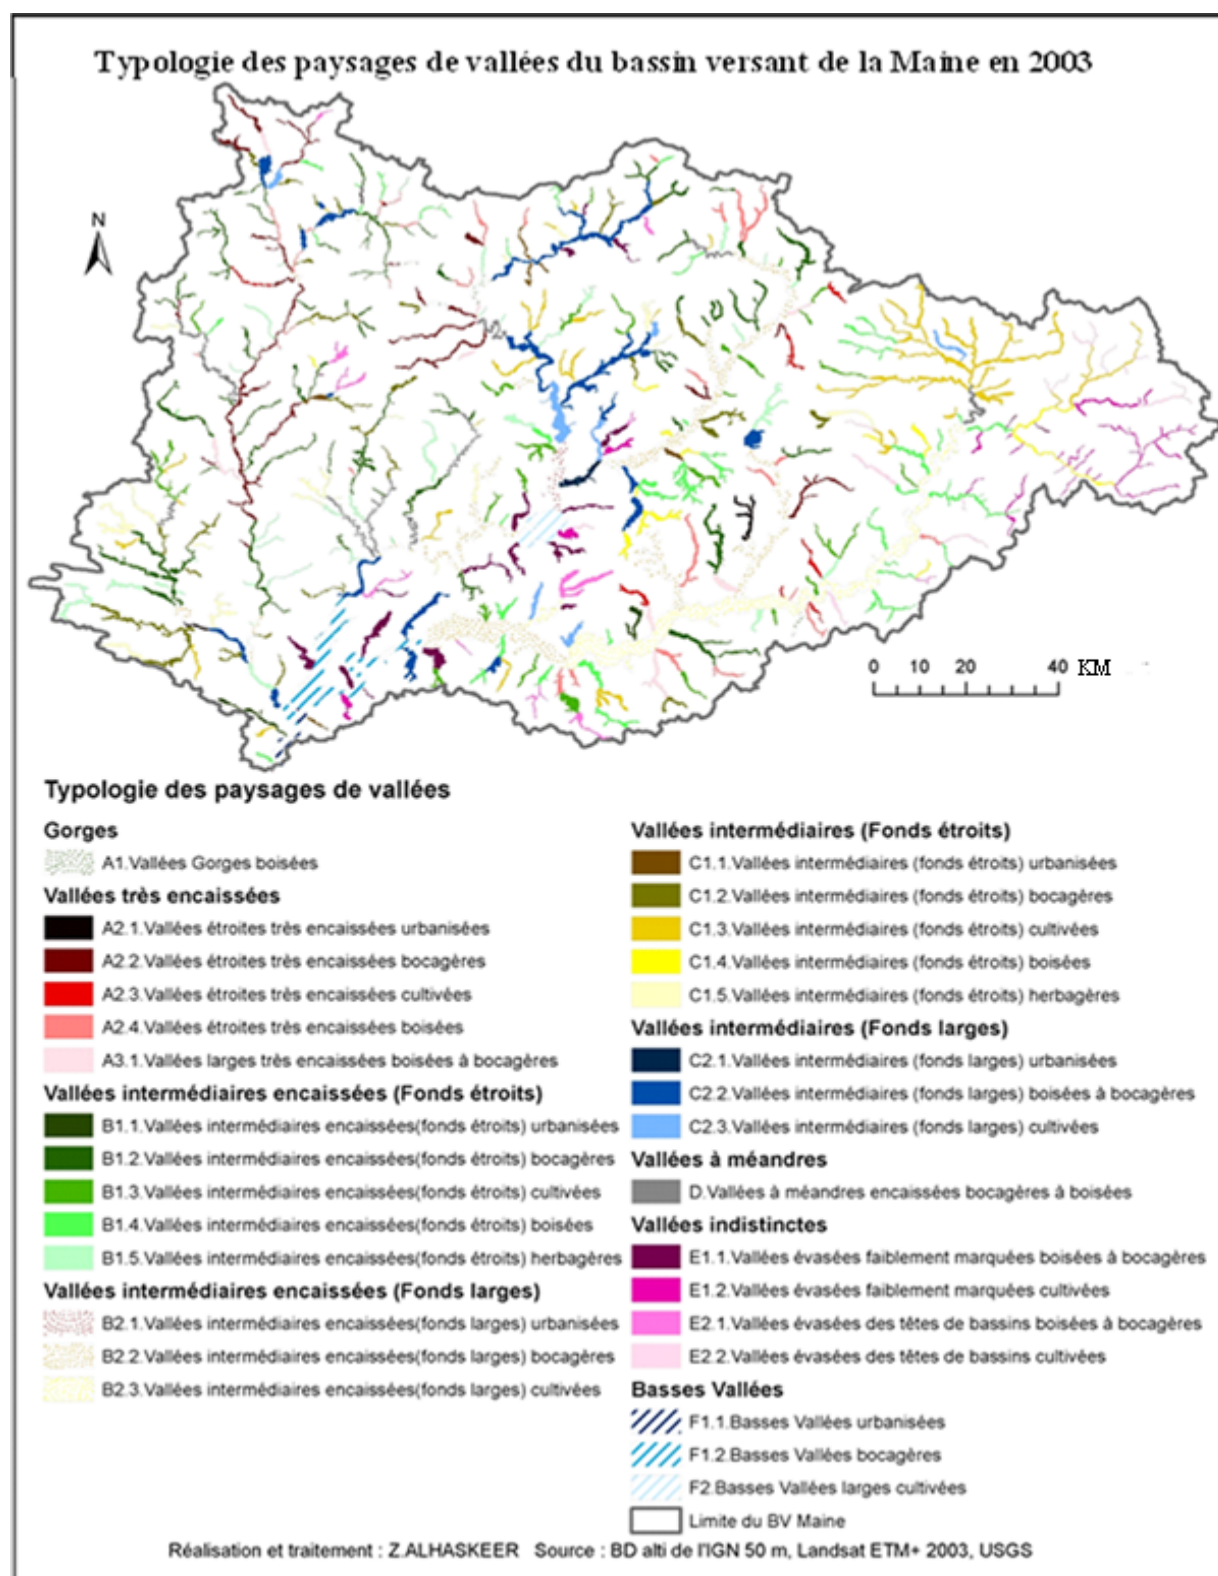 Typologie des paysages de vallées du bassin versant de la Maine en 2003
N
0 10 20 40 KM
Typologie des paysages de vallées
Gorges
A1.Vallées Gorges boisées
Vallées très encaissées
A2.1.Vallées étroites très encaissées urbanisées
A2.2.Vallées étroites très encaissées bocagères
A2.3.Vallées étroites très encaissées cultivées
A2.4.Vallées étroites très encaissées boisées
A3.1.Vallées larges très encaissées boisées à bocagères
Vallées intermédiaires encaissées (Fonds étroits)
B1.1.Vallées intermédiaires encaissées(fonds étroits) urbanisées
B1.2.Vallées intermédiaires encaissées(fonds étroits) bocagères
B1.3.Vallées intermédiaires encaissées(fonds étroits) cultivées
B1.4.Vallées intermédiaires encaissées(fonds étroits) boisées
B1.5.Vallées intermédiaires encaissées(fonds étroits) herbagères
Vallées intermédiaires encaissées (Fonds larges)
B2.1.Vallées intermédiaires encaissées(fonds larges) urbanisées
B2.2.Vallées intermédiaires encaissées(fonds larges) bocagères
B2.3.Vallées intermédiaires encaissées(fonds larges) cultivées
Vallées intermédiaires (Fonds étroits)
C1.1.Vallées intermédiaires (fonds étroits) urbanisées
C1.2.Vallées intermédiaires (fonds étroits) bocagères
C1.3.Vallées intermédiaires (fonds étroits) cultivées
C1.4.Vallées intermédiaires (fonds étroits) boisées
C1.5.Vallées intermédiaires (fonds étroits) herbagères
Vallées intermédiaires (Fonds larges)
C2.1.Vallées intermédiaires (fonds larges) urbanisées
C2.2.Vallées intermédiaires (fonds larges) boisées à bocagères
C2.3.Vallées intermédiaires (fonds larges) cultivées
Vallées à méandres
D.Vallées à méandres encaissées bocagères à boisées
Vallées indistinctes
E1.1.Vallées évasées faiblement marquées boisées à bocagères
E1.2.Vallées évasées faiblement marquées cultivées
E2.1.Vallées évasées des têtes de bassins boisées à bocagères
E2.2.Vallées évasées des têtes de bassins cultivées
Basses Vallées
F1.1.Basses Vallées urbanisées
F1.2.Basses Vallées bocagères
F2.Basses Vallées larges cultivées
Limite du BV Maine
Réalisation et traitement : Z.ALHASKEER Source : BD alti de l'IGN 50 m, Landsat ETM+ 2003, USGS